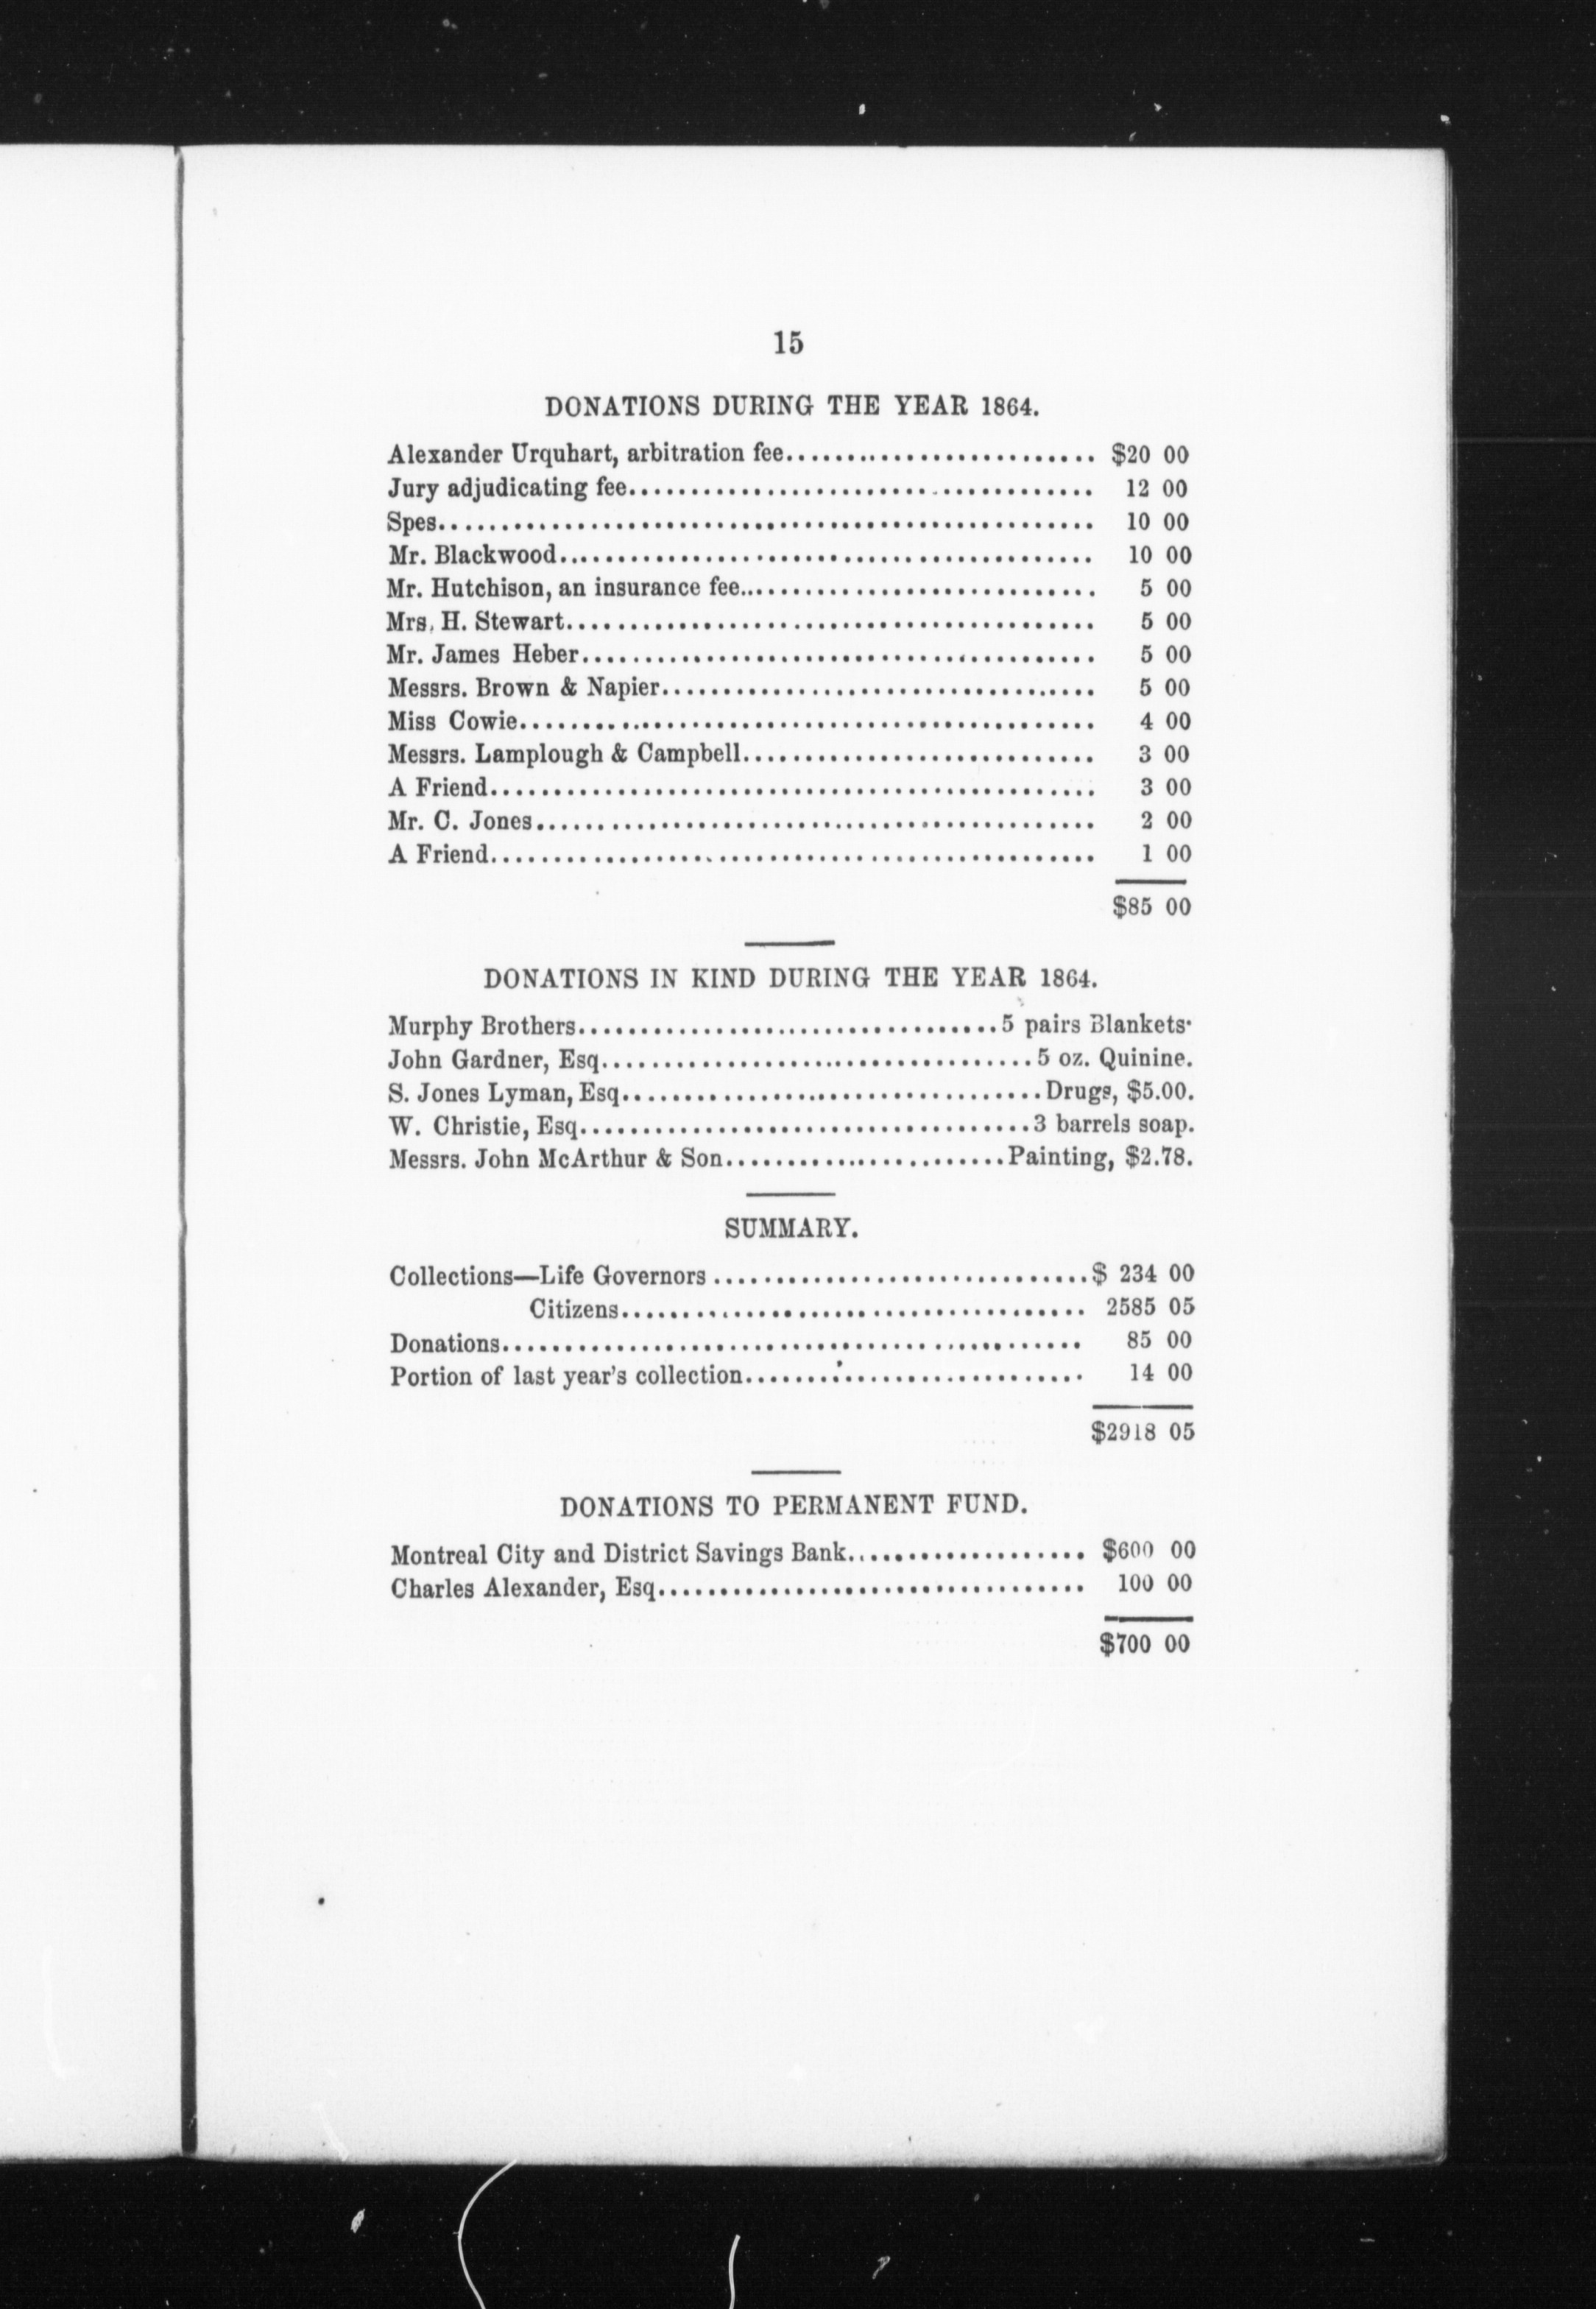 15
DONATIONS DURING THE YEAR 1864.
Alexander Urquhart, arbitration fee......................... $20 00
Jury adjudicating fee..................................... 12 00
Spes.................................................... 10 00
Mr. Blackwood.......................................... 10 00
Mr. Hutchison, an insurance fee............................ 5 00
Mrs. H. Stewart.......................................... 5 00
Mr. James Heber......................................... 5 00
Messrs. Brown & Napier................................... 5 00
Miss Cowie.............................................. 4 00
Messrs. Lamplough & Campbell............................ 3 00
A Friend................................................ 3 00
Mr. C. Jones............................................ 2 00
A Friend................................................ 1 00
$85 00
DONATIONS IN KIND DURING THE YEAR 1864.
Murphy Brothers..................................5 pairs Blankets.
John Gardner, Esq...................................5 oz. Quinine.
S. Jones Lyman, Esq..................................Drugs, $5.00.
W. Christie, Esq....................................3 barrels soap.
Messrs. John McArthur & Son.......................Painting, $2.78.
SUMMARY.
Collections—Life Governors ..............................$ 234 00
Citizens..................................... 2585 05
Donations.............................................. 85 00
Portion of last year's collection........................... 14 00
$2918 05
DONATIONS TO PERMANENT FUND.
Montreal City and District Savings Bank................... $600 00
Charles Alexander, Esq.................................. 100 00
$700 00